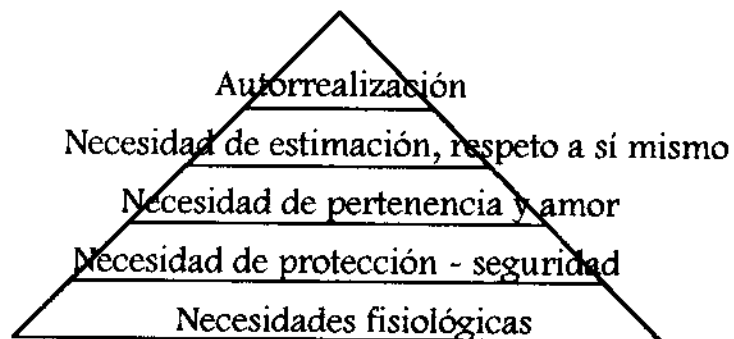 Autorrealización
Necesidad de estimación, respeto a sí mismo
Necesidad de pertenencia y amor
Necesidad de protección - seguridad
Necesidades fisiológicas